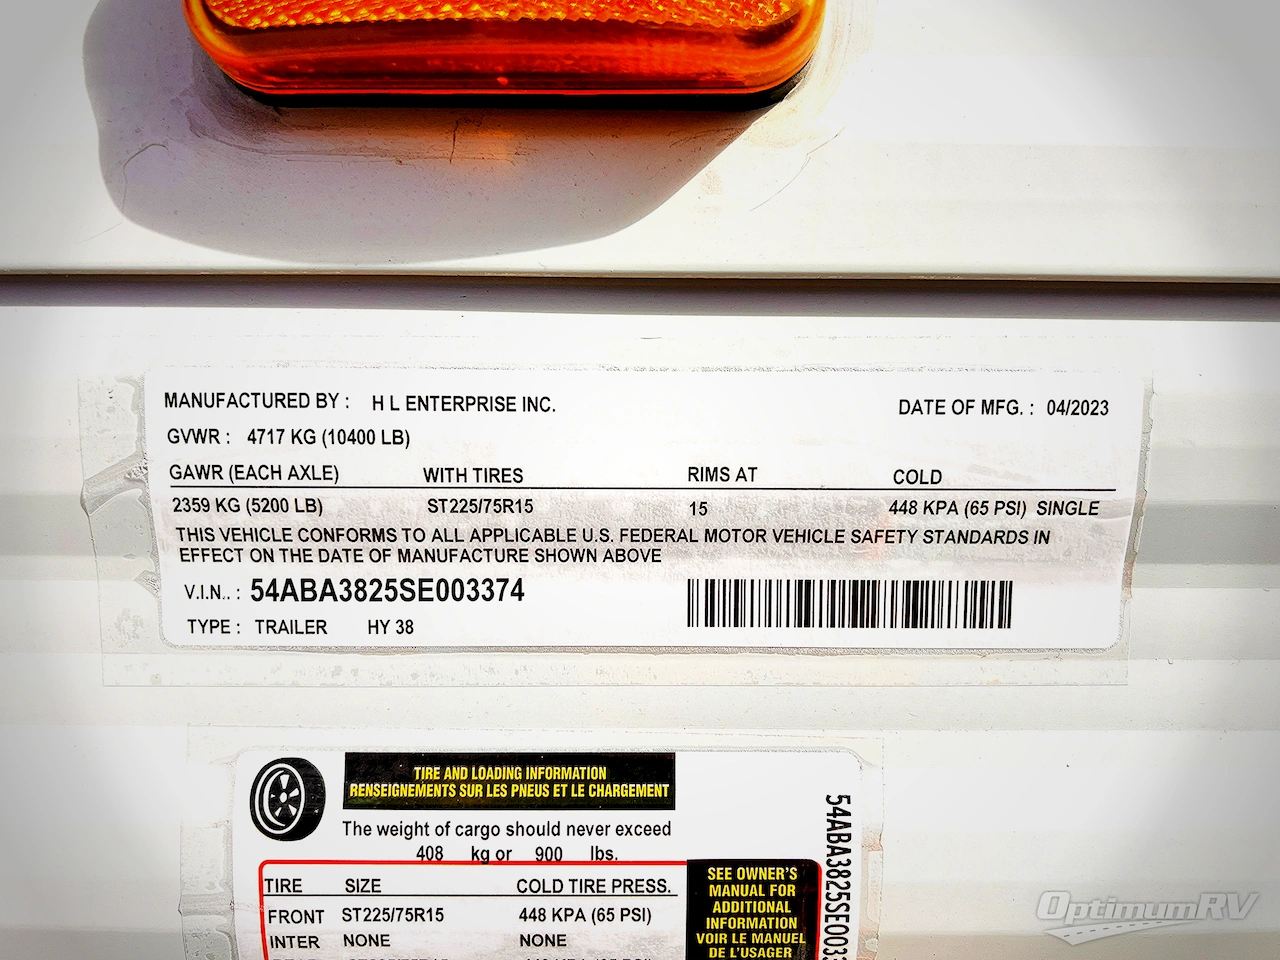 MANUFACTURED BY : H L ENTERPRISE INC. DATE OF MFG. : 04/2023
GVWR : 4717 KG (10400 LB)
GAWR (EACH AXLE) WITH TIRES RIMS AT COLD
2359 KG (5200 LB) ST225/75R15 15 448 KPA (65 PSI) SINGLE
THIS VEHICLE CONFORMS TO ALL APPLICABLE U.S. FEDERAL MOTOR VEHICLE SAFETY STANDARDS IN
EFFECT ON THE DATE OF MANUFACTURE SHOWN ABOVE
V.I.N.. : 54ABA3825SE003374
TYPE : TRAILER HY 38
TIRE AND LOADING INFORMATION
RENSEIGNEMENTS SUR LES PNEUS ET LE CHARGEMENT
The weight of cargo should never exceed
408 kg or 900 lbs.
TIRE SIZE COLD TIRE PRESS.
FRONT ST225/75R15 448 KPA (65 PSI)
INTER NONE NONE
SEE OWNER'S
MANUAL FOR
ADDITIONAL
INFORMATION
VOIR LE MANUEL
DE L'USAGER
54ABA3825SE003
OptimumRV